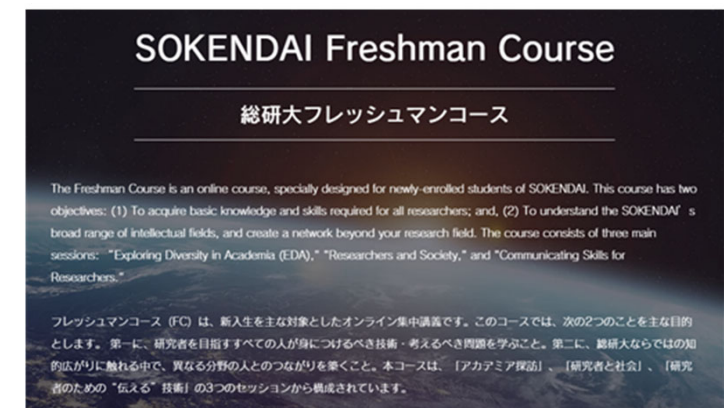 SOKENDAI Freshman Course
総研大フレッシュマンコース
The Freshman Course is an online course, specially designed for newly-enrolled students of SOKENDAI. This course has two
objectives: (1) To acquire basic knowledge and skills required for all researchers; and, (2) To understand the SOKENDAI’s
broad range of intellectual fields, and create a network beyond your research field. The course consists of three main
sessions: “Exploring Diversity in Academia (EDA),” “Researchers and Society,” and “Communicating Skills for
Researchers.”
フレッシュマンコース（FC）は、新入生を主な対象としたオンライン集中講義です。このコースでは、次の2つのことを主な目的
とします。 第一に、研究者を目指すすべての人が身につけるべき技術・考えるべき問題を学ぶこと。第二に、総研大ならではの知
的広がりに触れる中で、異なる分野の人とのつながりを築くこと。本コースは、「アカデミア探訪」、「研究者と社会」、「研究
者のための“伝える”技術」の3つのセッションから構成されています。